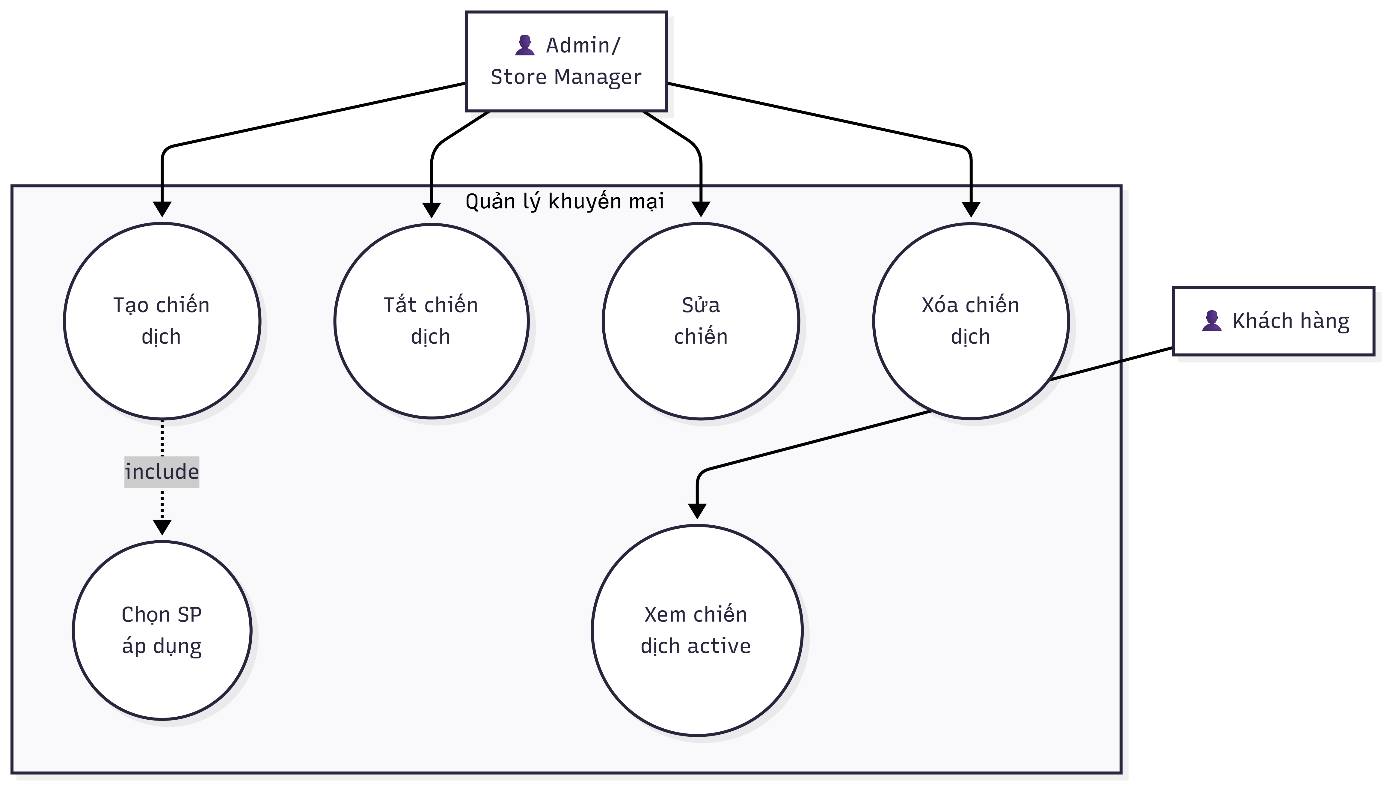 👤 Admin/
Store Manager
Quản lý khuyến mại
Tạo chiến
dịch
Tắt chiến
dịch
Sửa
chiến
Xóa chiến
dịch
👤 Khách hàng
include
Chọn SP
áp dụng
Xem chiến
dịch active